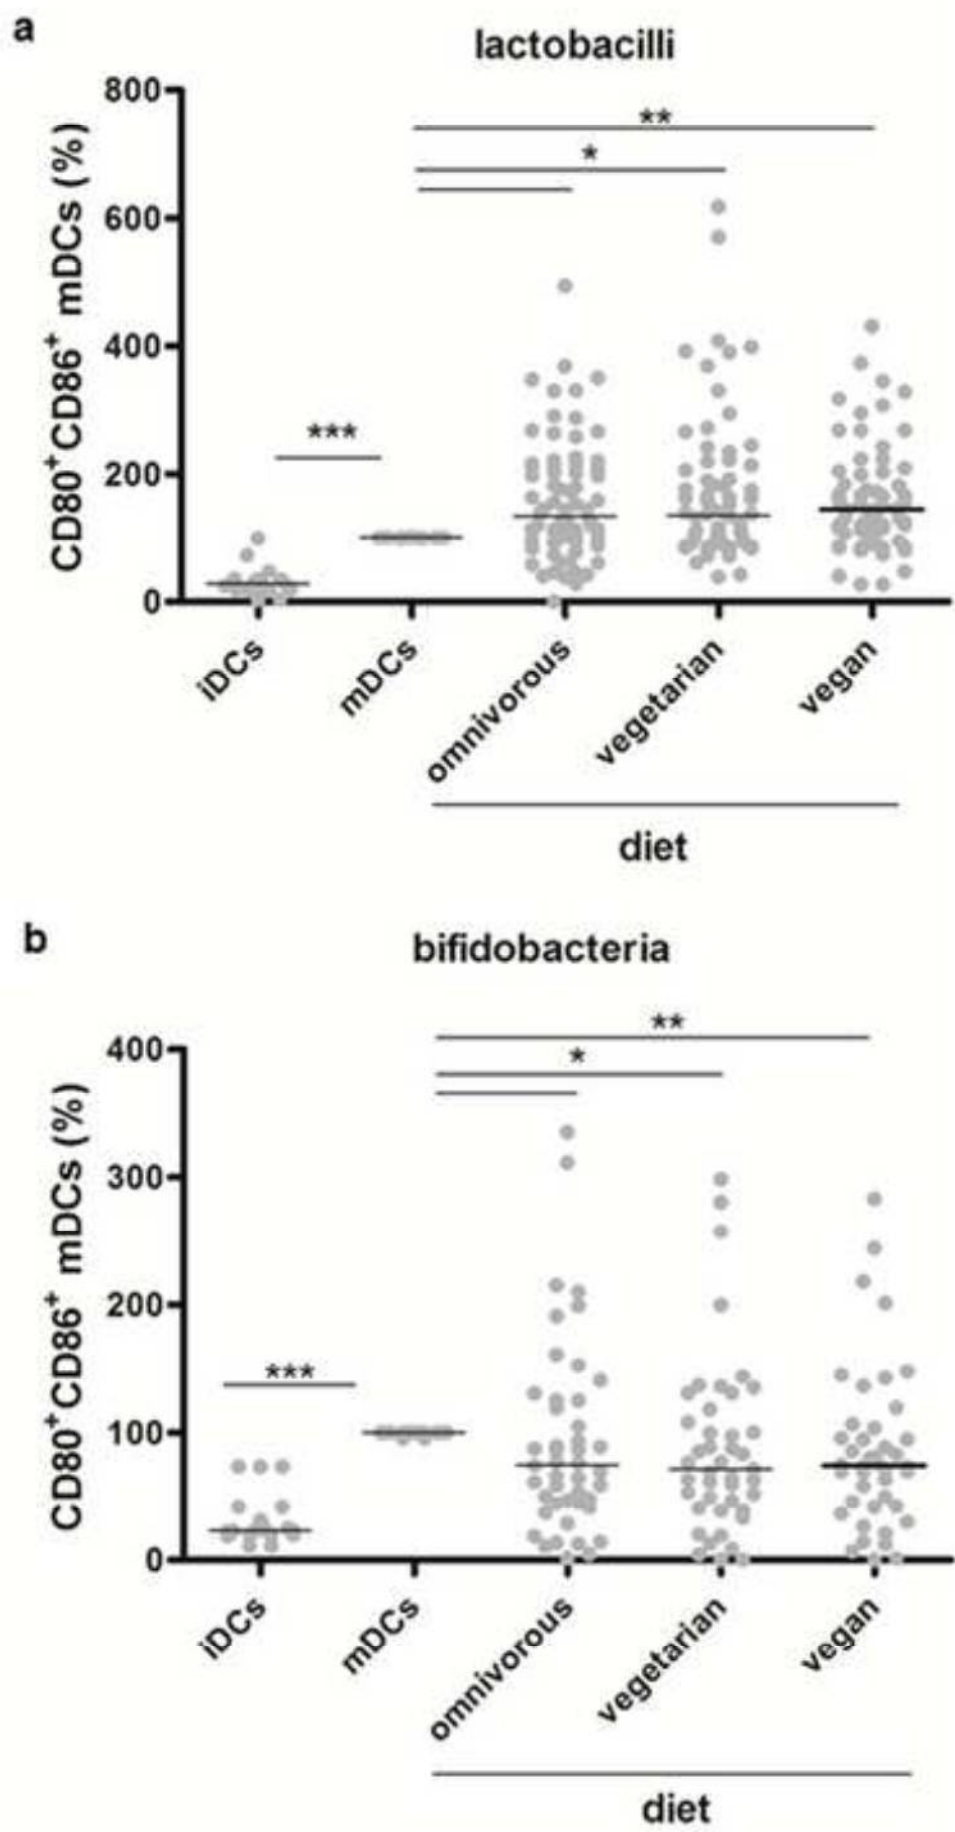 a
lactobacilli
CD80⁺CD86⁺ mDCs (%)
800
600
400
200
0
**
*
***
iDCs
mDCs
omnivorous
vegetarian
vegan
diet
b
bifidobacteria
CD80⁺CD86⁺ mDCs (%)
400
300
200
100
0
**
*
***
iDCs
mDCs
omnivorous
vegetarian
vegan
diet